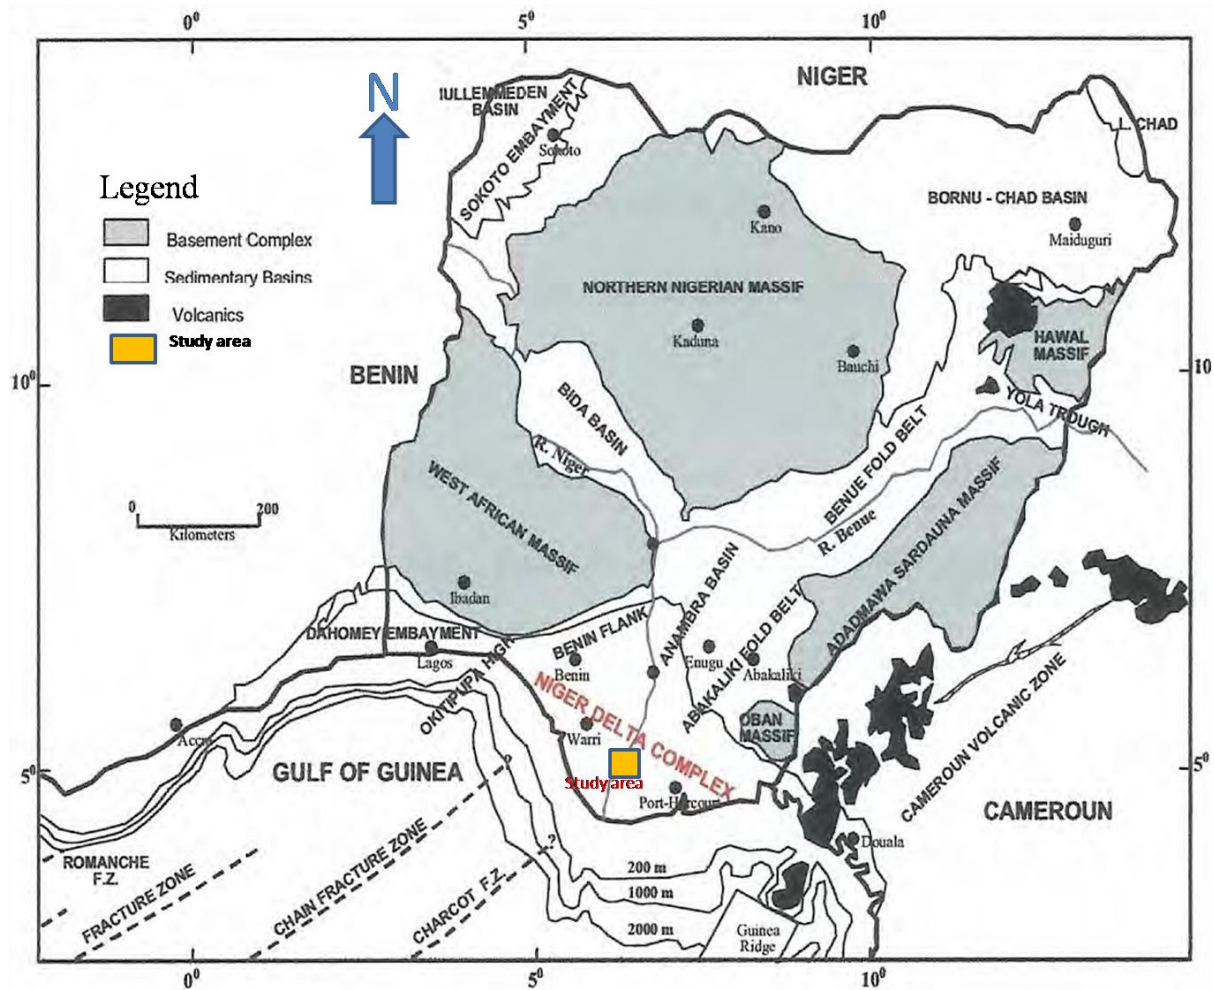 0°
5°
10°
NIGER
N
IULLEMMEDEN
BASIN
SOKOTO EMBAYMENT
Sokoto
L. CHAD
Legend
Basement Complex
Sedimentary Basins
Volcanics
Study area
BORNU - CHAD BASIN
Maiduguri
Kano
NORTHERN NIGERIAN MASSIF
Kaduna
Bauchi
HAWAL
MASSIF
10°
BENIN
10
BIDA BASIN
YOLA TROUGH
R. Niger
BENUE FOLD BELT
WEST AFRICAN MASSIF
R. Benue
0
200
Kilometers
ADADMAWA SARDAUNA MASSIF
Ibadan
ANAMBRA BASIN
ABAKALIKI FOLD BELT
DAHOMEY EMBAYMENT
Lagos
BENIN FLANK
Benin
Enugu
Abakaliki
OKITIPUPA HIGH
NIGER DELTA COMPLEX
OBAN
MASSIF
Accra
Warri
CAMEROUN VOLCANIC ZONE
5°
GULF OF GUINEA
?
Study area
Port-Harcourt
5°
CAMEROUN
Douala
ROMANCHE
F.Z.
FRACTURE ZONE
CHAIN FRACTURE ZONE
CHARCOT F.Z.
?
200 m
1000 m
2000 m
Guinea
Ridge
0°
5°
10°